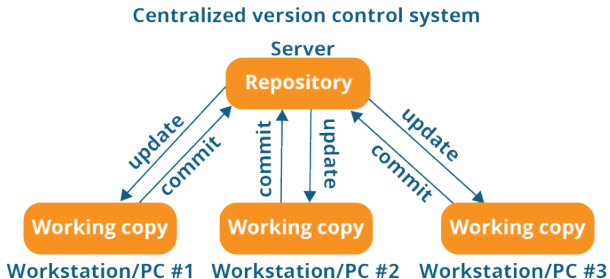 Centralized version control system
Server
Repository
update
commit
commit
update
update
commit
Working copy
Working copy
Working copy
Workstation/PC #1
Workstation/PC #2
Workstation/PC #3